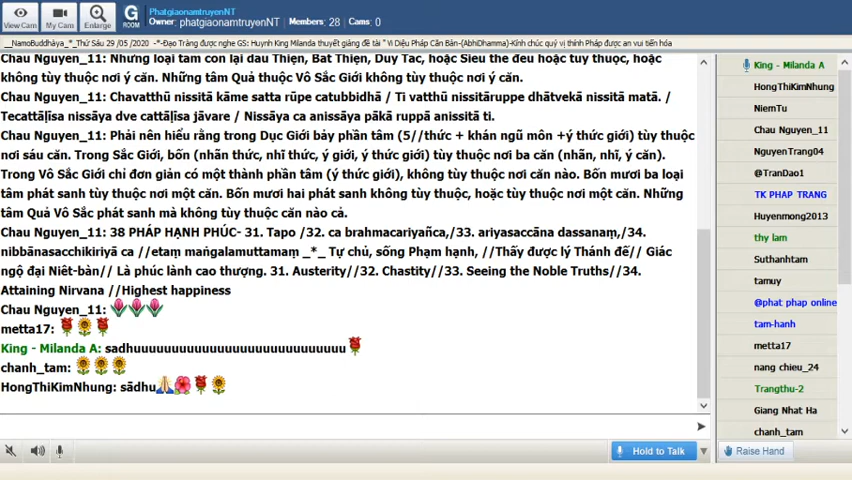 PhatgiaonamtruyenNT
Owner: phatgiaonamtruyenNT Members: 28 Cams: 0
View Cam My Cam Enlarge ROOM
__NamoBuddhàya_*_Thứ Sáu 29 /05 /2020 -*-Đạo Tràng được nghe GS: Huynh King Milanda thuyết giảng đề tài " Vi Diệu Pháp Căn Bản-(AbhiDhamma)-Kính chúc quý vị thính Pháp được an vui tiến hóa
Chau Nguyen_11: Những loại tâm còn lại dầu Thiện, Bất Thiện, Duy Tác, hoặc Siêu Thế đều hoặc tùy thuộc, hoặc
không tùy thuộc nơi ý căn. Những tâm Quả thuộc Vô Sắc Giới không tùy thuộc nơi ý căn.
Chau Nguyen_11: Chavatthū nissitā kāme satta rūpe catubbidhā / Ti vatthū nissitāruppe dhātvekā nissitā matā. /
Tecattāḷīsa nissāya dve cattāḷīsa jāvare / Nissāya ca anissāya pākā ruppā anissitā ti.
Chau Nguyen_11: Phải nên hiểu rằng trong Dục Giới bảy phần tâm (5//thức + khán ngũ môn +ý thức giới) tùy thuộc
nơi sáu căn. Trong Sắc Giới, bốn (nhãn thức, nhĩ thức, ý giới, ý thức giới) tùy thuộc nơi ba căn (nhãn, nhĩ, ý căn).
Trong Vô Sắc Giới chỉ đơn giản có một thành phần tâm (ý thức giới), không tùy thuộc nơi căn nào. Bốn mươi ba loại
tâm phát sanh tùy thuộc nơi một căn. Bốn mươi hai phát sanh không tùy thuộc, hoặc tùy thuộc nơi một căn. Những
tâm Quả Vô Sắc phát sanh mà không tùy thuộc căn nào cả.
Chau Nguyen_11: 38 PHÁP HẠNH PHÚC- 31. Tapo /32. ca brahmacariyañca,/33. ariyasaccāna dassanaṃ,/34.
nibbānasacchikiriyā ca //etaṃ maṅgalamuttamaṃ _*_ Tự chủ, sống Phạm hạnh, //Thấy được lý Thánh đế// Giác
ngộ đại Niêt-bàn// Là phúc lành cao thượng. 31. Austerity//32. Chastity//33. Seeing the Noble Truths//34.
Attaining Nirvana //Highest happiness
Chau Nguyen_11: 🌷🌷🌷
metta17: 🌹🌻🌹
King - Milanda A: sadhuuuuuuuuuuuuuuuuuuuuuuuuuuuu🌹
chanh_tam: 🌻🌻🌻
HongThiKimNhung: sādhu🙏🌺🌹🌻
Hold to Talk
Raise Hand
King - Milanda A
HongThiKimNhung
NiemTu
Chau Nguyen_11
NguyenTrang04
@TranDao1
TK PHAP TRANG
Huyenmong2013
thy lam
Suthanhtam
tamuy
@phat phap online
tam-hanh
metta17
nang chieu_24
Trangthu-2
Giang Nhat Ha
chanh_tam